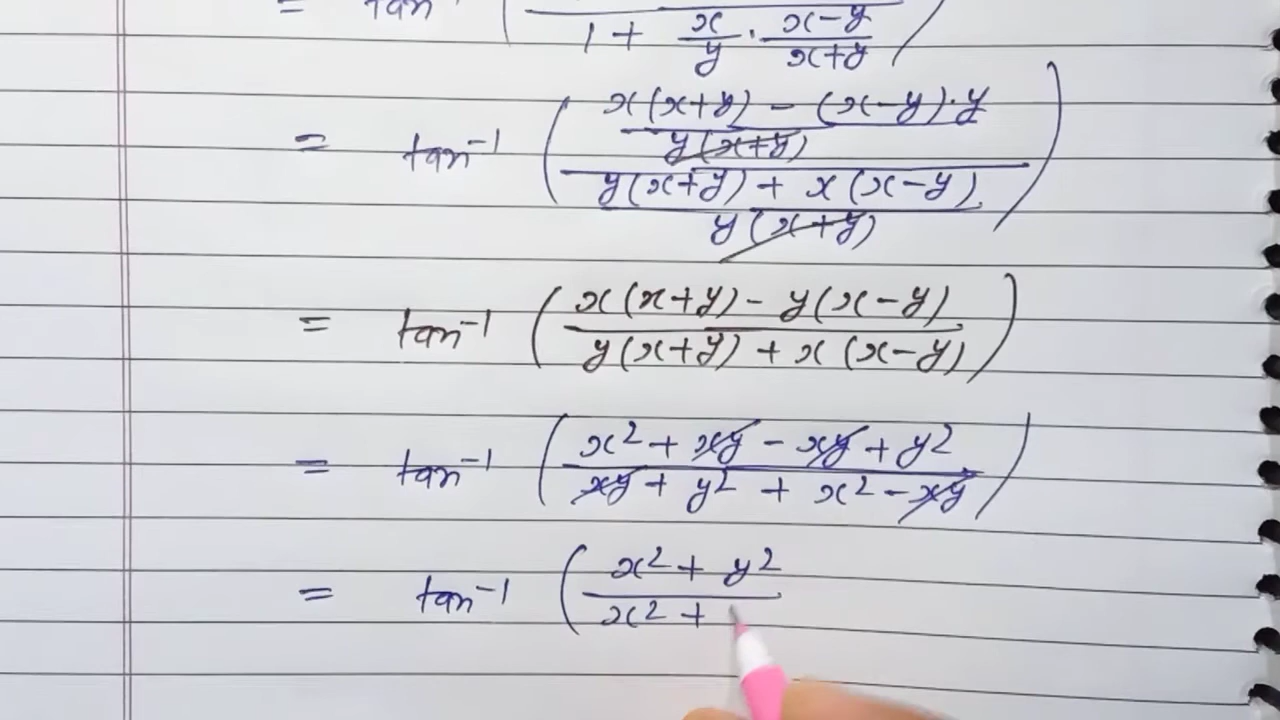 = tan
1 + x/y · x-y/x+y
= tan⁻¹ ( x(x+y) - (x-y)·y / y(x+y) / y(x+y) + x(x-y) / y(x+y) )
= tan⁻¹ ( x(x+y) - y(x-y) / y(x+y) + x(x-y) )
= tan⁻¹ ( x² + xy - xy + y² / xy + y² + x² - xy )
= tan⁻¹ ( x² + y² / x² +